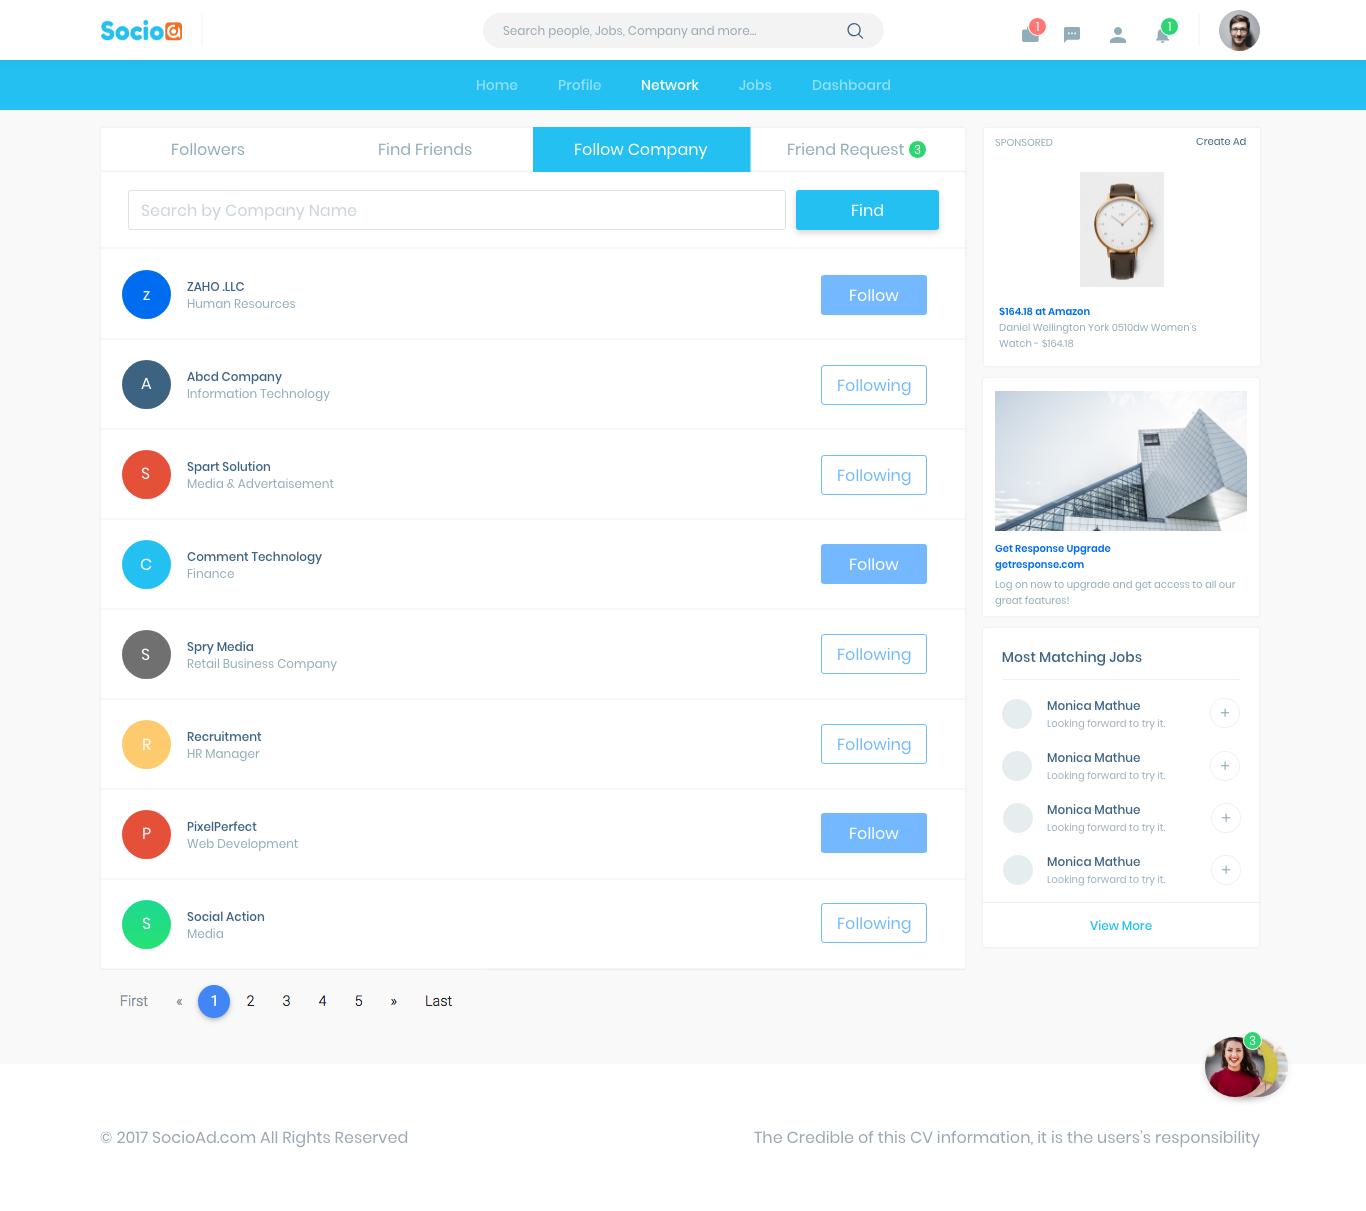 Socioa
Search people, Jobs, Company and more...
1
1
Home Profile Network Jobs Dashboard
Followers Find Friends Follow Company Friend Request 3
Search by Company Name Find
z
ZAHO .LLC
Human Resources
Follow
A
Abcd Company
Information Technology
Following
S
Spart Solution
Media & Advertaisement
Following
C
Comment Technology
Finance
Follow
S
Spry Media
Retail Business Company
Following
R
Recruitment
HR Manager
Following
P
PixelPerfect
Web Development
Follow
S
Social Action
Media
Following
First « 1 2 3 4 5 » Last
SPONSORED Create Ad
$164.18 at Amazon
Daniel Wellington York 0510dw Women's
Watch - $164.18
Get Response Upgrade
getresponse.com
Log on now to upgrade and get access to all our
great features!
Most Matching Jobs
Monica Mathue
Looking forward to try it.
+
Monica Mathue
Looking forward to try it.
+
Monica Mathue
Looking forward to try it.
+
Monica Mathue
Looking forward to try it.
+
View More
3
© 2017 SocioAd.com All Rights Reserved
The Credible of this CV information, it is the users's responsibility